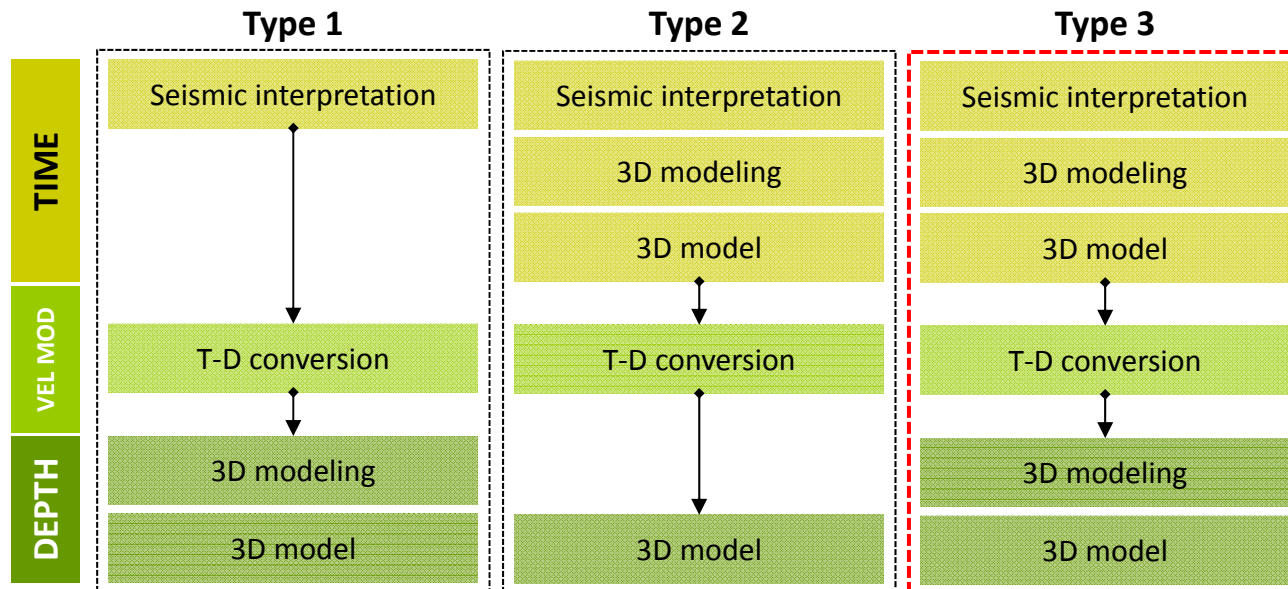 Type 1
Type 2
Type 3
TIME
VEL MOD
DEPTH
Seismic interpretation
T-D conversion
3D modeling
3D model
Seismic interpretation
3D modeling
3D model
T-D conversion
3D model
Seismic interpretation
3D modeling
3D model
T-D conversion
3D modeling
3D model